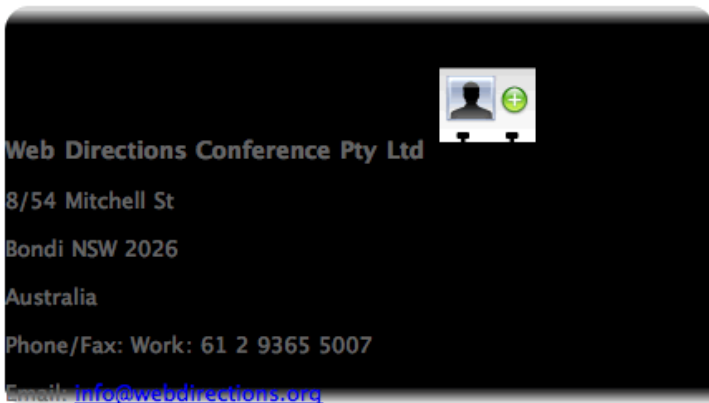 Web Directions Conference Pty Ltd
8/54 Mitchell St
Bondi NSW 2026
Australia
Phone/Fax: Work: 61 2 9365 5007
Email: info@webdirections.org